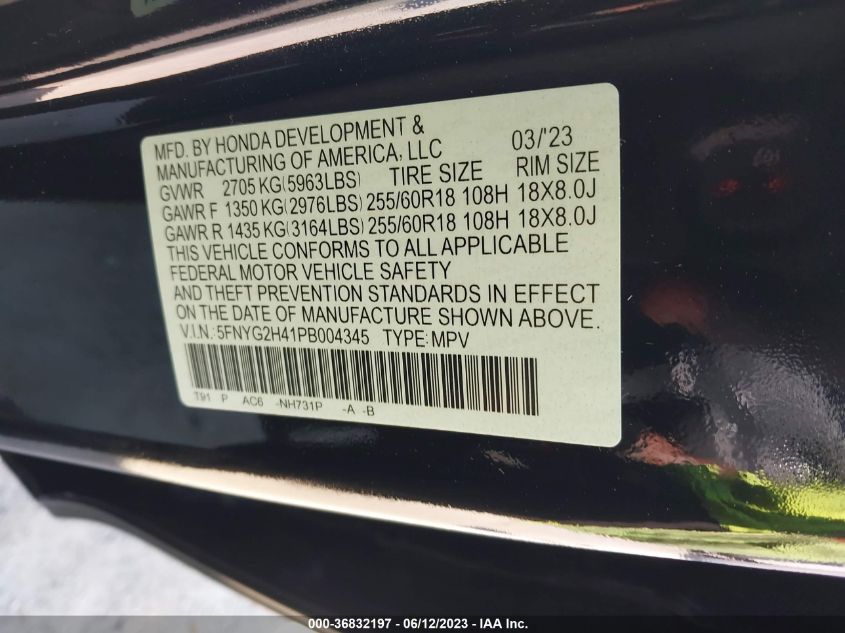 MFD. BY HONDA DEVELOPMENT &
MANUFACTURING OF AMERICA, LLC 03/'23
GVWR 2705 KG(5963LBS) TIRE SIZE RIM SIZE
GAWR F 1350 KG(2976LBS) 255/60R18 108H 18X8.0J
GAWR R 1435 KG(3164LBS) 255/60R18 108H 18X8.0J
THIS VEHICLE CONFORMS TO ALL APPLICABLE
FEDERAL MOTOR VEHICLE SAFETY
AND THEFT PREVENTION STANDARDS IN EFFECT
ON THE DATE OF MANUFACTURE SHOWN ABOVE.
V.I.N.: 5FNYG2H41PB004345 TYPE: MPV
T91 P AC6 -NH731P -A -B
000-36832197 - 06/12/2023 - IAA Inc.